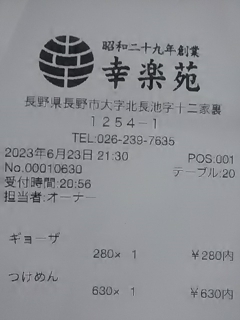 昭和二十九年創業
幸楽苑
長野県長野市大字北長池字十二家裏
1254-1
TEL:026-239-7635
2023年6月23日 21:30 POS.001
No.00010630 テーブル:20
受付時間:20:56
担当者:オーナー
ギョーザ
280× 1 ¥280内
つけめん
630× 1 ¥630内